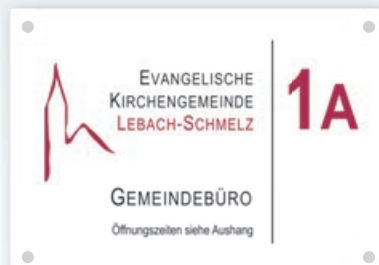 EVANGELISCHE
KIRCHENGEMEINDE
LEBACH-SCHMELZ
1A
GEMEINDEBÜRO
Öffnungszeiten siehe Aushang